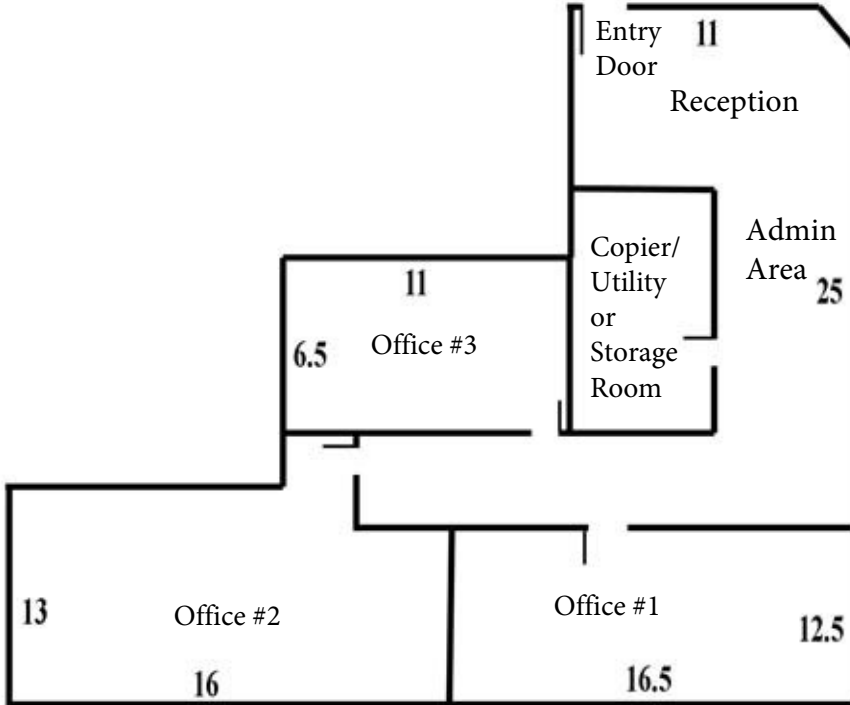 Entry
Door
11
Reception
Copier/
Utility
or
Storage
Room
Admin
Area
25
11
6.5
Office #3
13
Office #2
16
Office #1
12.5
16.5